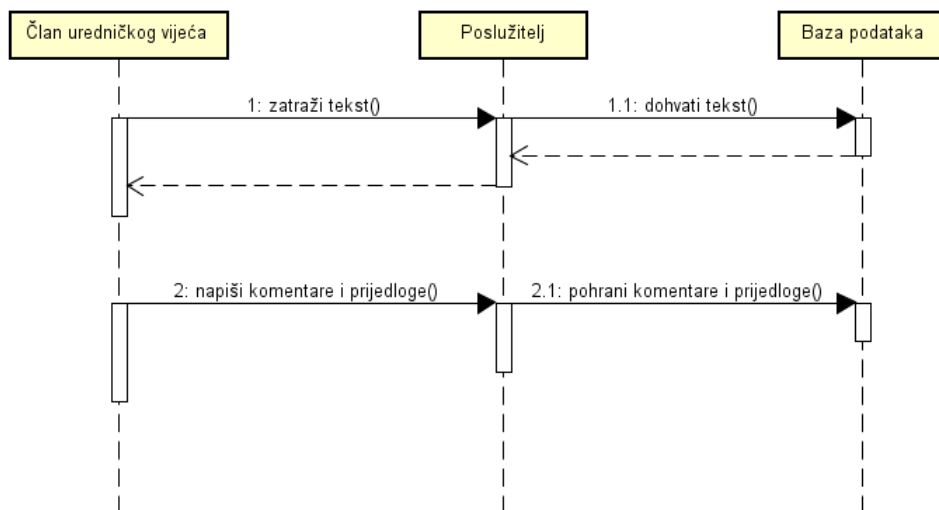 Član uredničkog vijeća
Poslužitelj
Baza podataka
1: zatraži tekst()
1.1: dohvati tekst()
2: napiši komentare i prijedloge()
2.1: pohrani komentare i prijedloge()